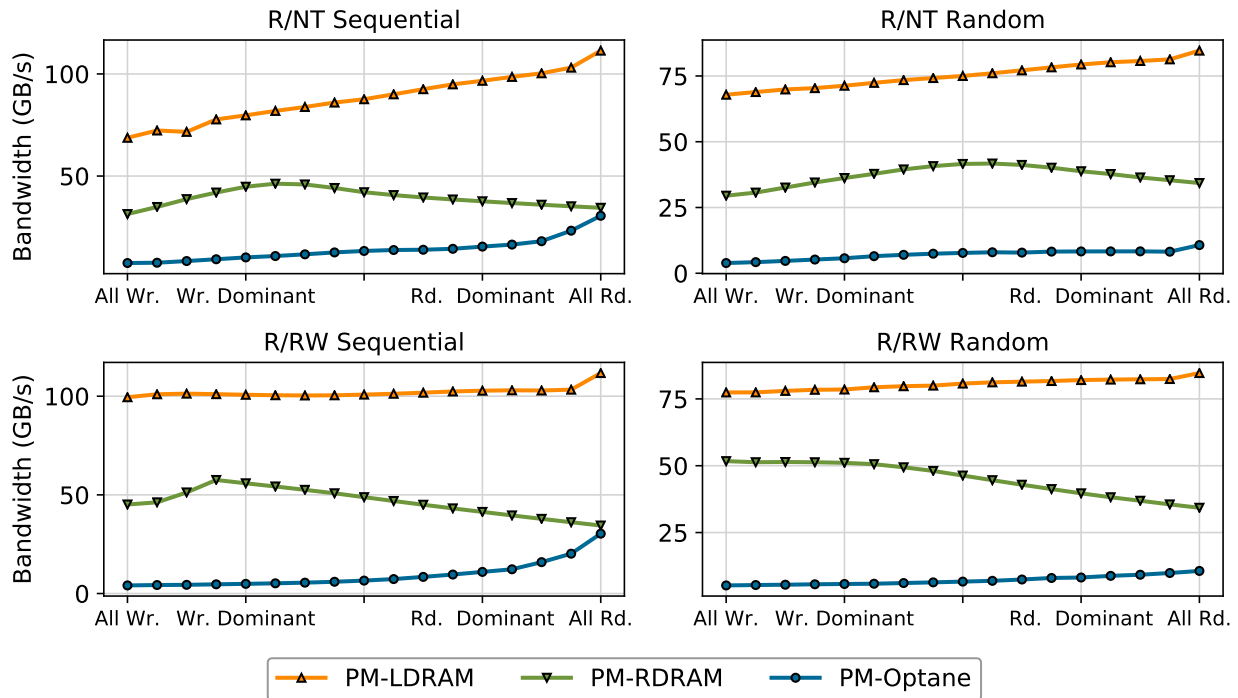 R/NT Sequential
R/NT Random
Bandwidth (GB/s)
100
50
75
50
25
0
All Wr. Wr. Dominant Rd. Dominant All Rd.
All Wr. Wr. Dominant Rd. Dominant All Rd.
R/RW Sequential
R/RW Random
Bandwidth (GB/s)
100
50
0
75
50
25
All Wr. Wr. Dominant Rd. Dominant All Rd.
All Wr. Wr. Dominant Rd. Dominant All Rd.
PM-LDRAM PM-RDRAM PM-Optane